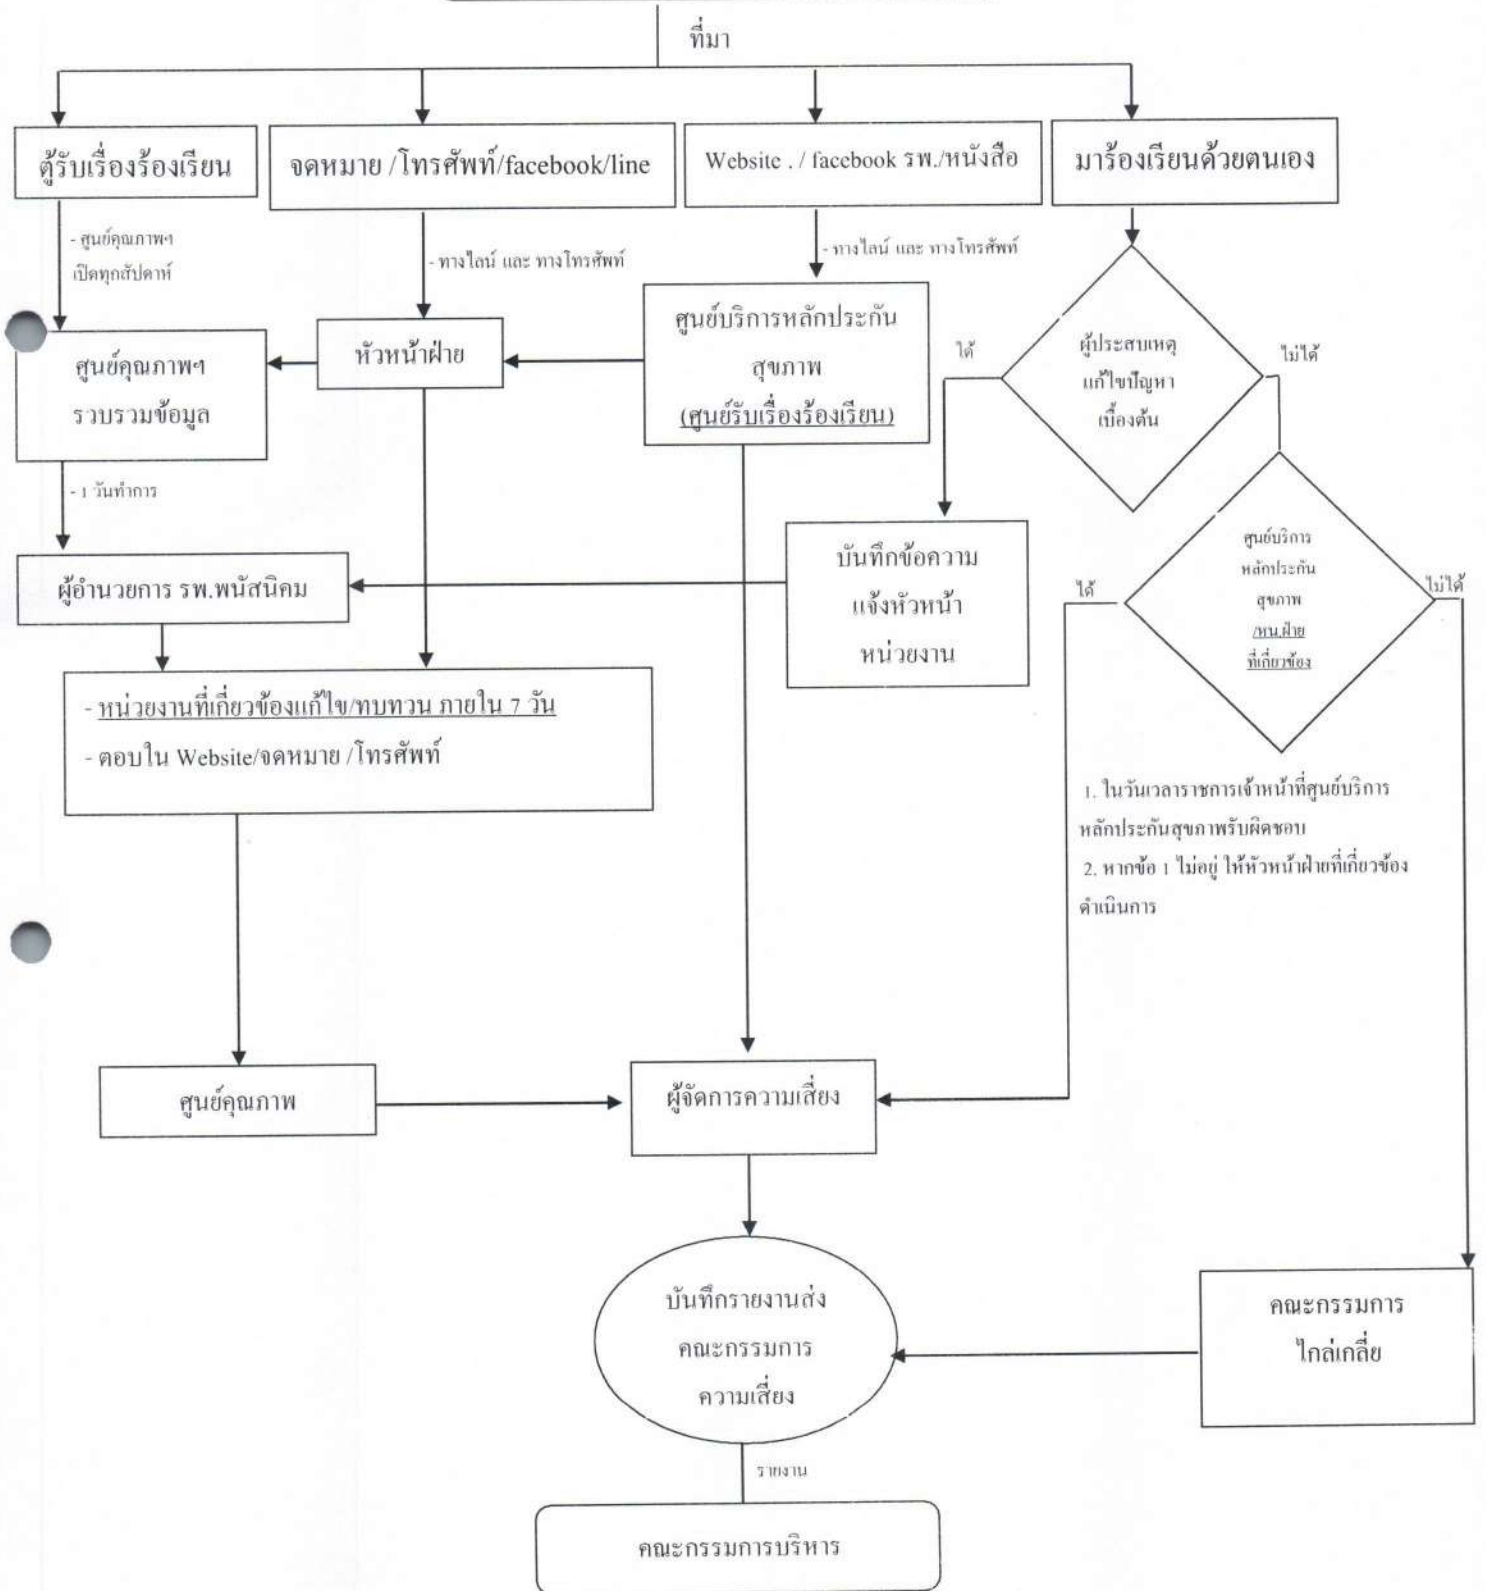 ที่มา
ตู้รับเรื่องร้องเรียน
จดหมาย /โทรศัพท์/facebook/line
Website . / facebook รพ./หนังสือ
มาร้องเรียนด้วยตนเอง
- ศูนย์คุณภาพฯ
เปิดทุกสัปดาห์
- ทางไลน์ และ ทางโทรศัพท์
- ทางไลน์ และ ทางโทรศัพท์
ศูนย์คุณภาพฯ
รวบรวมข้อมูล
หัวหน้าฝ่าย
ศูนย์บริการหลักประกัน
สุขภาพ
(ศูนย์รับเรื่องร้องเรียน)
ได้
ผู้ประสบเหตุ
แก้ไขปัญหา
เบื้องต้น
ไม่ได้
- 1 วันทำการ
ผู้อำนวยการ รพ.พนัสนิคม
บันทึกข้อความ
แจ้งหัวหน้า
หน่วยงาน
ได้
ศูนย์บริการ
หลักประกัน
สุขภาพ
/หน.ฝ่าย
ที่เกี่ยวข้อง
ไม่ได้
- หน่วยงานที่เกี่ยวข้องแก้ไข/ทบทวน ภายใน 7 วัน
- ตอบใน Website/จดหมาย /โทรศัพท์
1. ในวันเวลาราชการเจ้าหน้าที่ศูนย์บริการ
หลักประกันสุขภาพรับผิดชอบ
2. หากข้อ 1 ไม่อยู่ ให้หัวหน้าฝ่ายที่เกี่ยวข้อง
ดำเนินการ
ศูนย์คุณภาพ
ผู้จัดการความเสี่ยง
บันทึกรายงานส่ง
คณะกรรมการ
ความเสี่ยง
คณะกรรมการ
ไกล่เกลี่ย
รายงาน
คณะกรรมการบริหาร